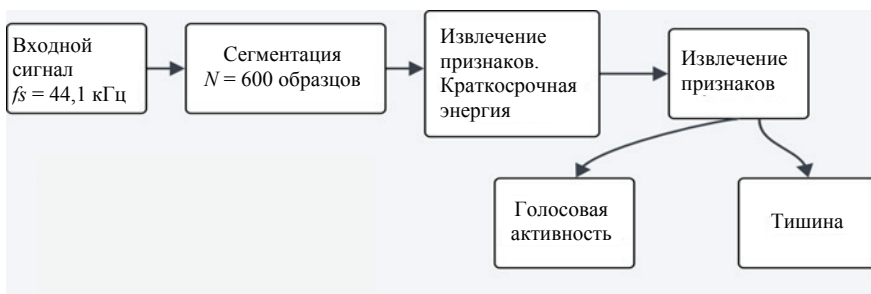 Входной
сигнал
fs = 44,1 кГц
Сегментация
N = 600 образцов
Извлечение
признаков.
Краткосрочная
энергия
Извлечение
признаков
Голосовая
активность
Тишина